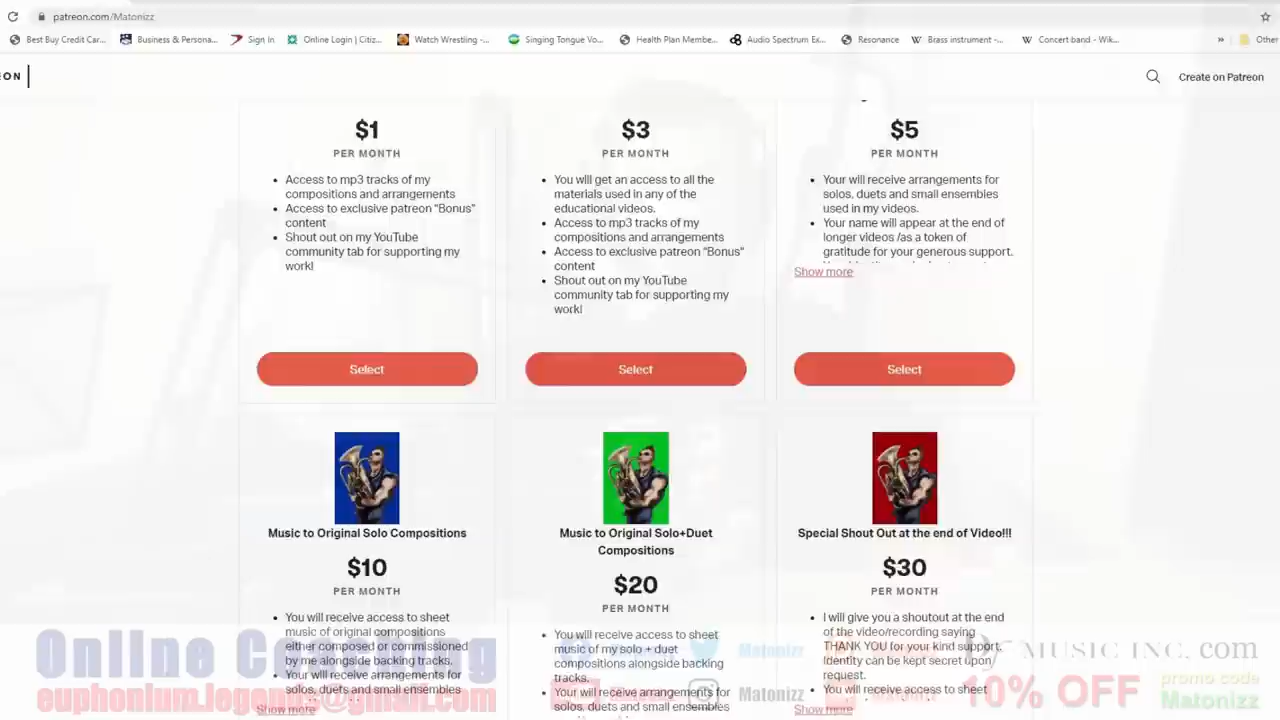 patreon.com/Matonizz
Best Buy Credit Car...
Business & Persona...
Sign In
Online Login | Citiz...
Watch Wrestling -...
Singing Tongue Vo...
Health Plan Membe...
Audio Spectrum Ex...
Resonance
Brass instrument -...
Concert band - Wik...
»
Other
EON
Create on Patreon
$1
PER MONTH
Access to mp3 tracks of my
compositions and arrangements
Access to exclusive patreon "Bonus"
content
Shout out on my YouTube
community tab for supporting my
work!
Select
$3
PER MONTH
You will get an access to all the
materials used in any of the
educational videos.
Access to mp3 tracks of my
compositions and arrangements
Access to exclusive patreon "Bonus"
content
Shout out on my YouTube
community tab for supporting my
work!
Select
$5
PER MONTH
Your will receive arrangements for
solos, duets and small ensembles
used in my videos.
Your name will appear at the end of
longer videos /as a token of
gratitude for your generous support.
Show more
Select
Music to Original Solo Compositions
$10
PER MONTH
You will receive access to sheet
music of original compositions
either composed or commissioned
by me alongside backing tracks.
Your will receive arrangements for
solos, duets and small ensembles
Show more
Music to Original Solo+Duet
Compositions
$20
PER MONTH
You will receive access to sheet
music of my solo + duet
compositions alongside backing
tracks.
Your will receive arrangements for
solos, duets and small ensembles
Special Shout Out at the end of Video!!!
$30
PER MONTH
I will give you a shoutout at the end
of the video/recording saying
THANK YOU for your kind support.
Identity can be kept secret upon
request.
You will receive access to sheet
Show more
Online Coaching
Matonizz
Matonizz
MUSIC INC. com
10% OFF
promo code
Matonizz